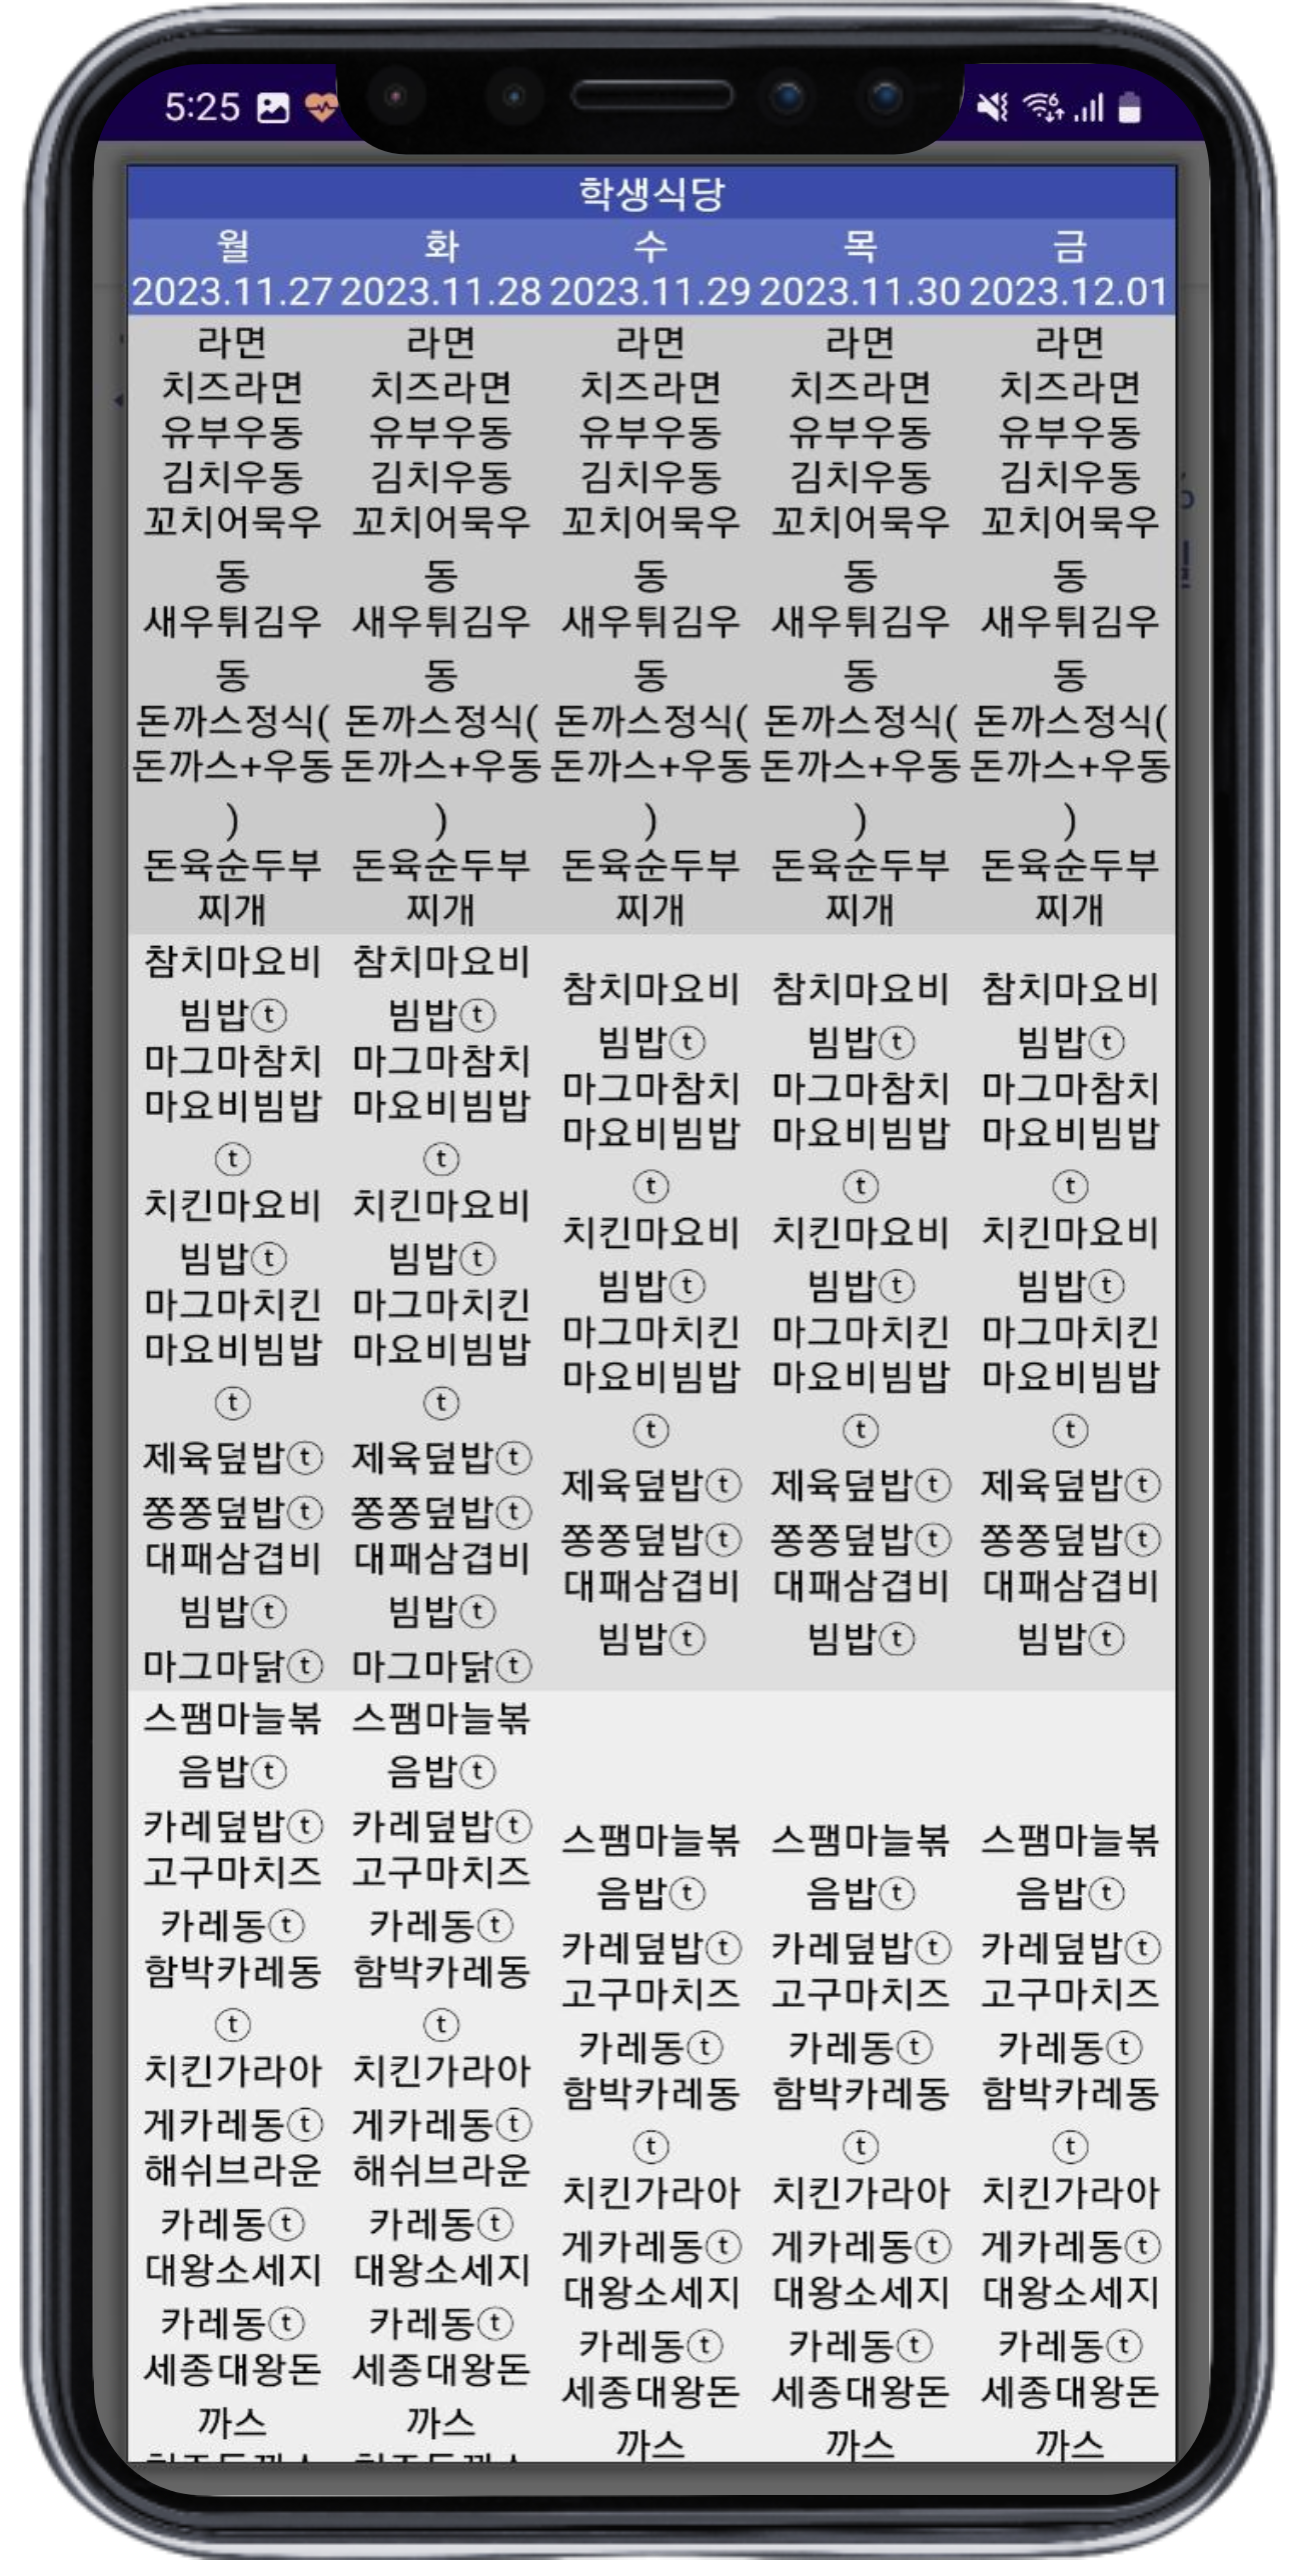 5:25
학생식당
월 화 수 목 금
2023.11.27 2023.11.28 2023.11.29 2023.11.30 2023.12.01
라면 라면 라면 라면 라면
치즈라면 치즈라면 치즈라면 치즈라면 치즈라면
유부우동 유부우동 유부우동 유부우동 유부우동
김치우동 김치우동 김치우동 김치우동 김치우동
꼬치어묵우 꼬치어묵우 꼬치어묵우 꼬치어묵우 꼬치어묵우
동 동 동 동 동
새우튀김우 새우튀김우 새우튀김우 새우튀김우 새우튀김우
동 동 동 동 동
돈까스정식( 돈까스정식( 돈까스정식( 돈까스정식( 돈까스정식(
돈까스+우동 돈까스+우동 돈까스+우동 돈까스+우동 돈까스+우동
) ) ) ) )
돈육순두부 돈육순두부 돈육순두부 돈육순두부 돈육순두부
찌개 찌개 찌개 찌개 찌개
참치마요비 참치마요비
빔밥ⓣ 빔밥ⓣ
마그마참치 마그마참치
마요비빔밥 마요비빔밥
ⓣ ⓣ
치킨마요비 치킨마요비
빔밥ⓣ 빔밥ⓣ
마그마치킨 마그마치킨
마요비빔밥 마요비빔밥
ⓣ ⓣ
제육덮밥ⓣ 제육덮밥ⓣ
쫑쫑덮밥ⓣ 쫑쫑덮밥ⓣ
대패삼겹비 대패삼겹비
빔밥ⓣ 빔밥ⓣ
마그마닭ⓣ 마그마닭ⓣ
참치마요비 참치마요비 참치마요비
빔밥ⓣ 빔밥ⓣ 빔밥ⓣ
마그마참치 마그마참치 마그마참치
마요비빔밥 마요비빔밥 마요비빔밥
ⓣ ⓣ ⓣ
치킨마요비 치킨마요비 치킨마요비
빔밥ⓣ 빔밥ⓣ 빔밥ⓣ
마그마치킨 마그마치킨 마그마치킨
마요비빔밥 마요비빔밥 마요비빔밥
ⓣ ⓣ ⓣ
제육덮밥ⓣ 제육덮밥ⓣ 제육덮밥ⓣ
쫑쫑덮밥ⓣ 쫑쫑덮밥ⓣ 쫑쫑덮밥ⓣ
대패삼겹비 대패삼겹비 대패삼겹비
빔밥ⓣ 빔밥ⓣ 빔밥ⓣ
스팸마늘볶 스팸마늘볶
음밥ⓣ 음밥ⓣ
카레덮밥ⓣ 카레덮밥ⓣ
고구마치즈 고구마치즈
카레동ⓣ 카레동ⓣ
함박카레동 함박카레동
ⓣ ⓣ
치킨가라아 치킨가라아
게카레동ⓣ 게카레동ⓣ
해쉬브라운 해쉬브라운
카레동ⓣ 카레동ⓣ
대왕소세지 대왕소세지
카레동ⓣ 카레동ⓣ
세종대왕돈 세종대왕돈
까스 까스
스팸마늘볶 스팸마늘볶 스팸마늘볶
음밥ⓣ 음밥ⓣ 음밥ⓣ
카레덮밥ⓣ 카레덮밥ⓣ 카레덮밥ⓣ
고구마치즈 고구마치즈 고구마치즈
카레동ⓣ 카레동ⓣ 카레동ⓣ
함박카레동 함박카레동 함박카레동
ⓣ ⓣ ⓣ
치킨가라아 치킨가라아 치킨가라아
게카레동ⓣ 게카레동ⓣ 게카레동ⓣ
대왕소세지 대왕소세지 대왕소세지
카레동ⓣ 카레동ⓣ 카레동ⓣ
세종대왕돈 세종대왕돈 세종대왕돈
까스 까스 까스